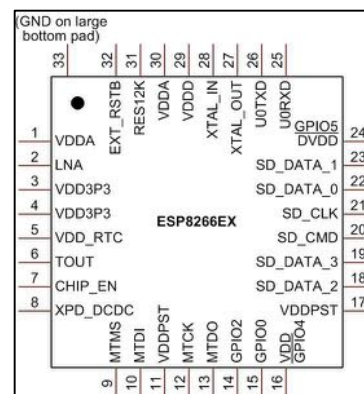 (GND on large
bottom pad)
33
32
31
30
29
28
27
26
25
EXT_RSTB
RES12K
VDDA
VDDD
XTAL_IN
XTAL_OUT
U0TXD
U0RXD
1 VDDA
2 LNA
3 VDD3P3
4 VDD3P3
5 VDD_RTC
6 TOUT
7 CHIP_EN
8 XPD_DCDC
ESP8266EX
GPIO5
DVDD 24
SD_DATA_1 23
SD_DATA_0 22
SD_CLK 21
SD_CMD 20
SD_DATA_3 19
SD_DATA_2 18
VDDPST 17
MTMS
MTDI
VDDPST
MTCK
MTDO
GPIO2
GPIO0
VDD
GPIO4
9
10
11
12
13
14
15
16